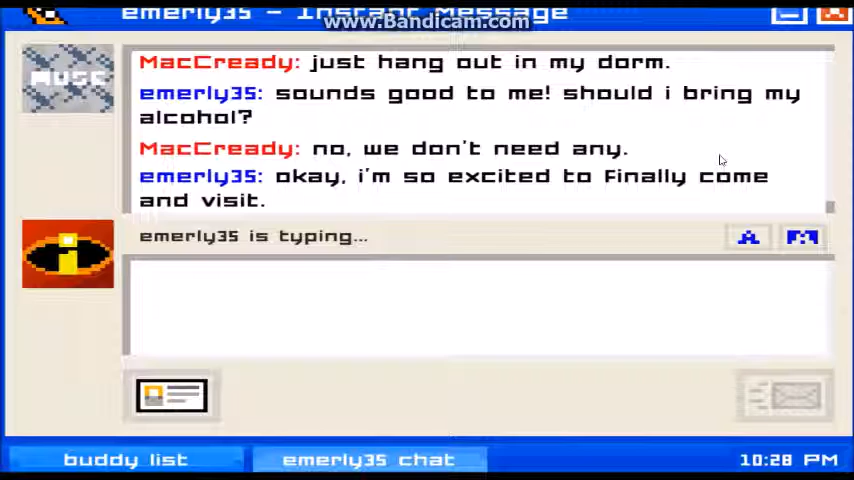 emerly35 - Instant Message
www.Bandicam.com
MUSE
MacCready: just hang out in my dorm.
emerly35: sounds good to me! should i bring my
alcohol?
MacCready: no, we don't need any.
emerly35: okay, i'm so excited to finally come
and visit.
emerly35 is typing...
A
A
buddy list
emerly35 chat
10:28 PM